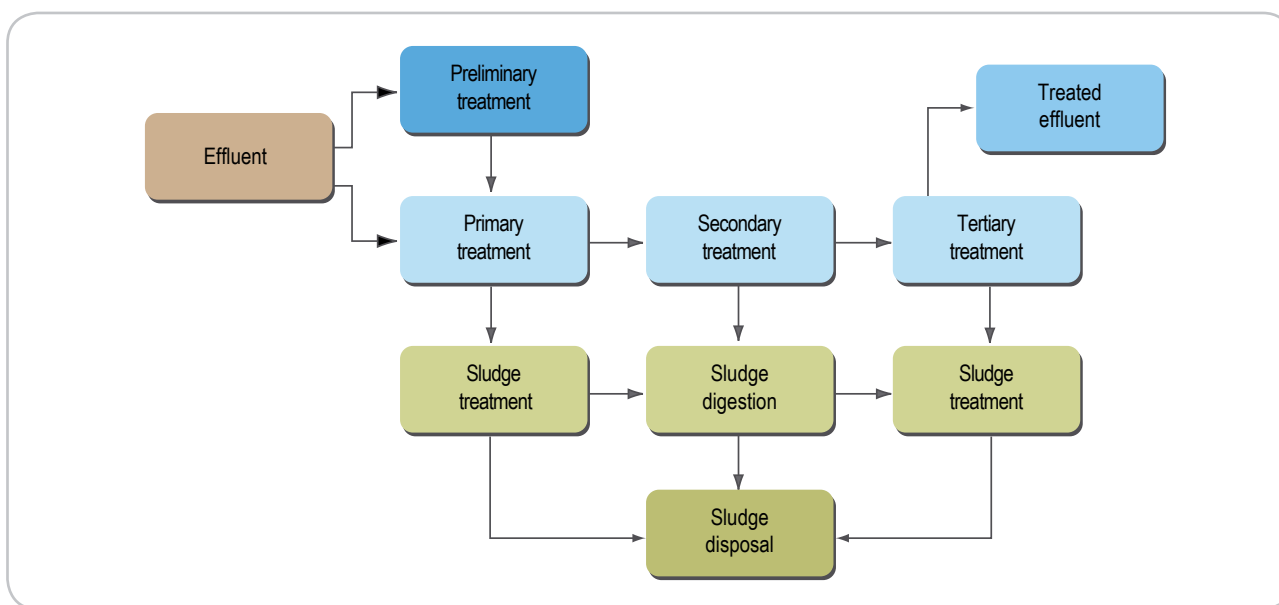 Preliminary
treatment
Treated
effluent
Effluent
Primary
treatment
Secondary
treatment
Tertiary
treatment
Sludge
treatment
Sludge
digestion
Sludge
treatment
Sludge
disposal